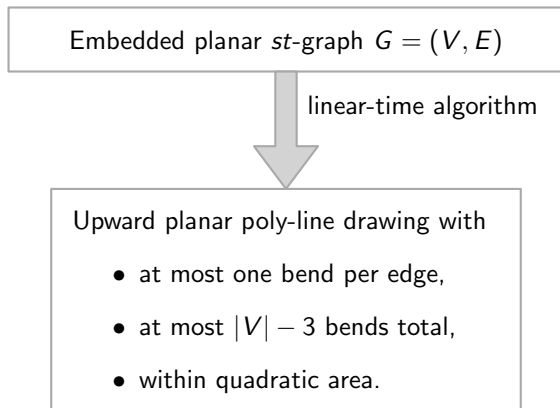 Embedded planar st-graph G = (V, E)
linear-time algorithm
Upward planar poly-line drawing with
• at most one bend per edge,
• at most |V| − 3 bends total,
• within quadratic area.